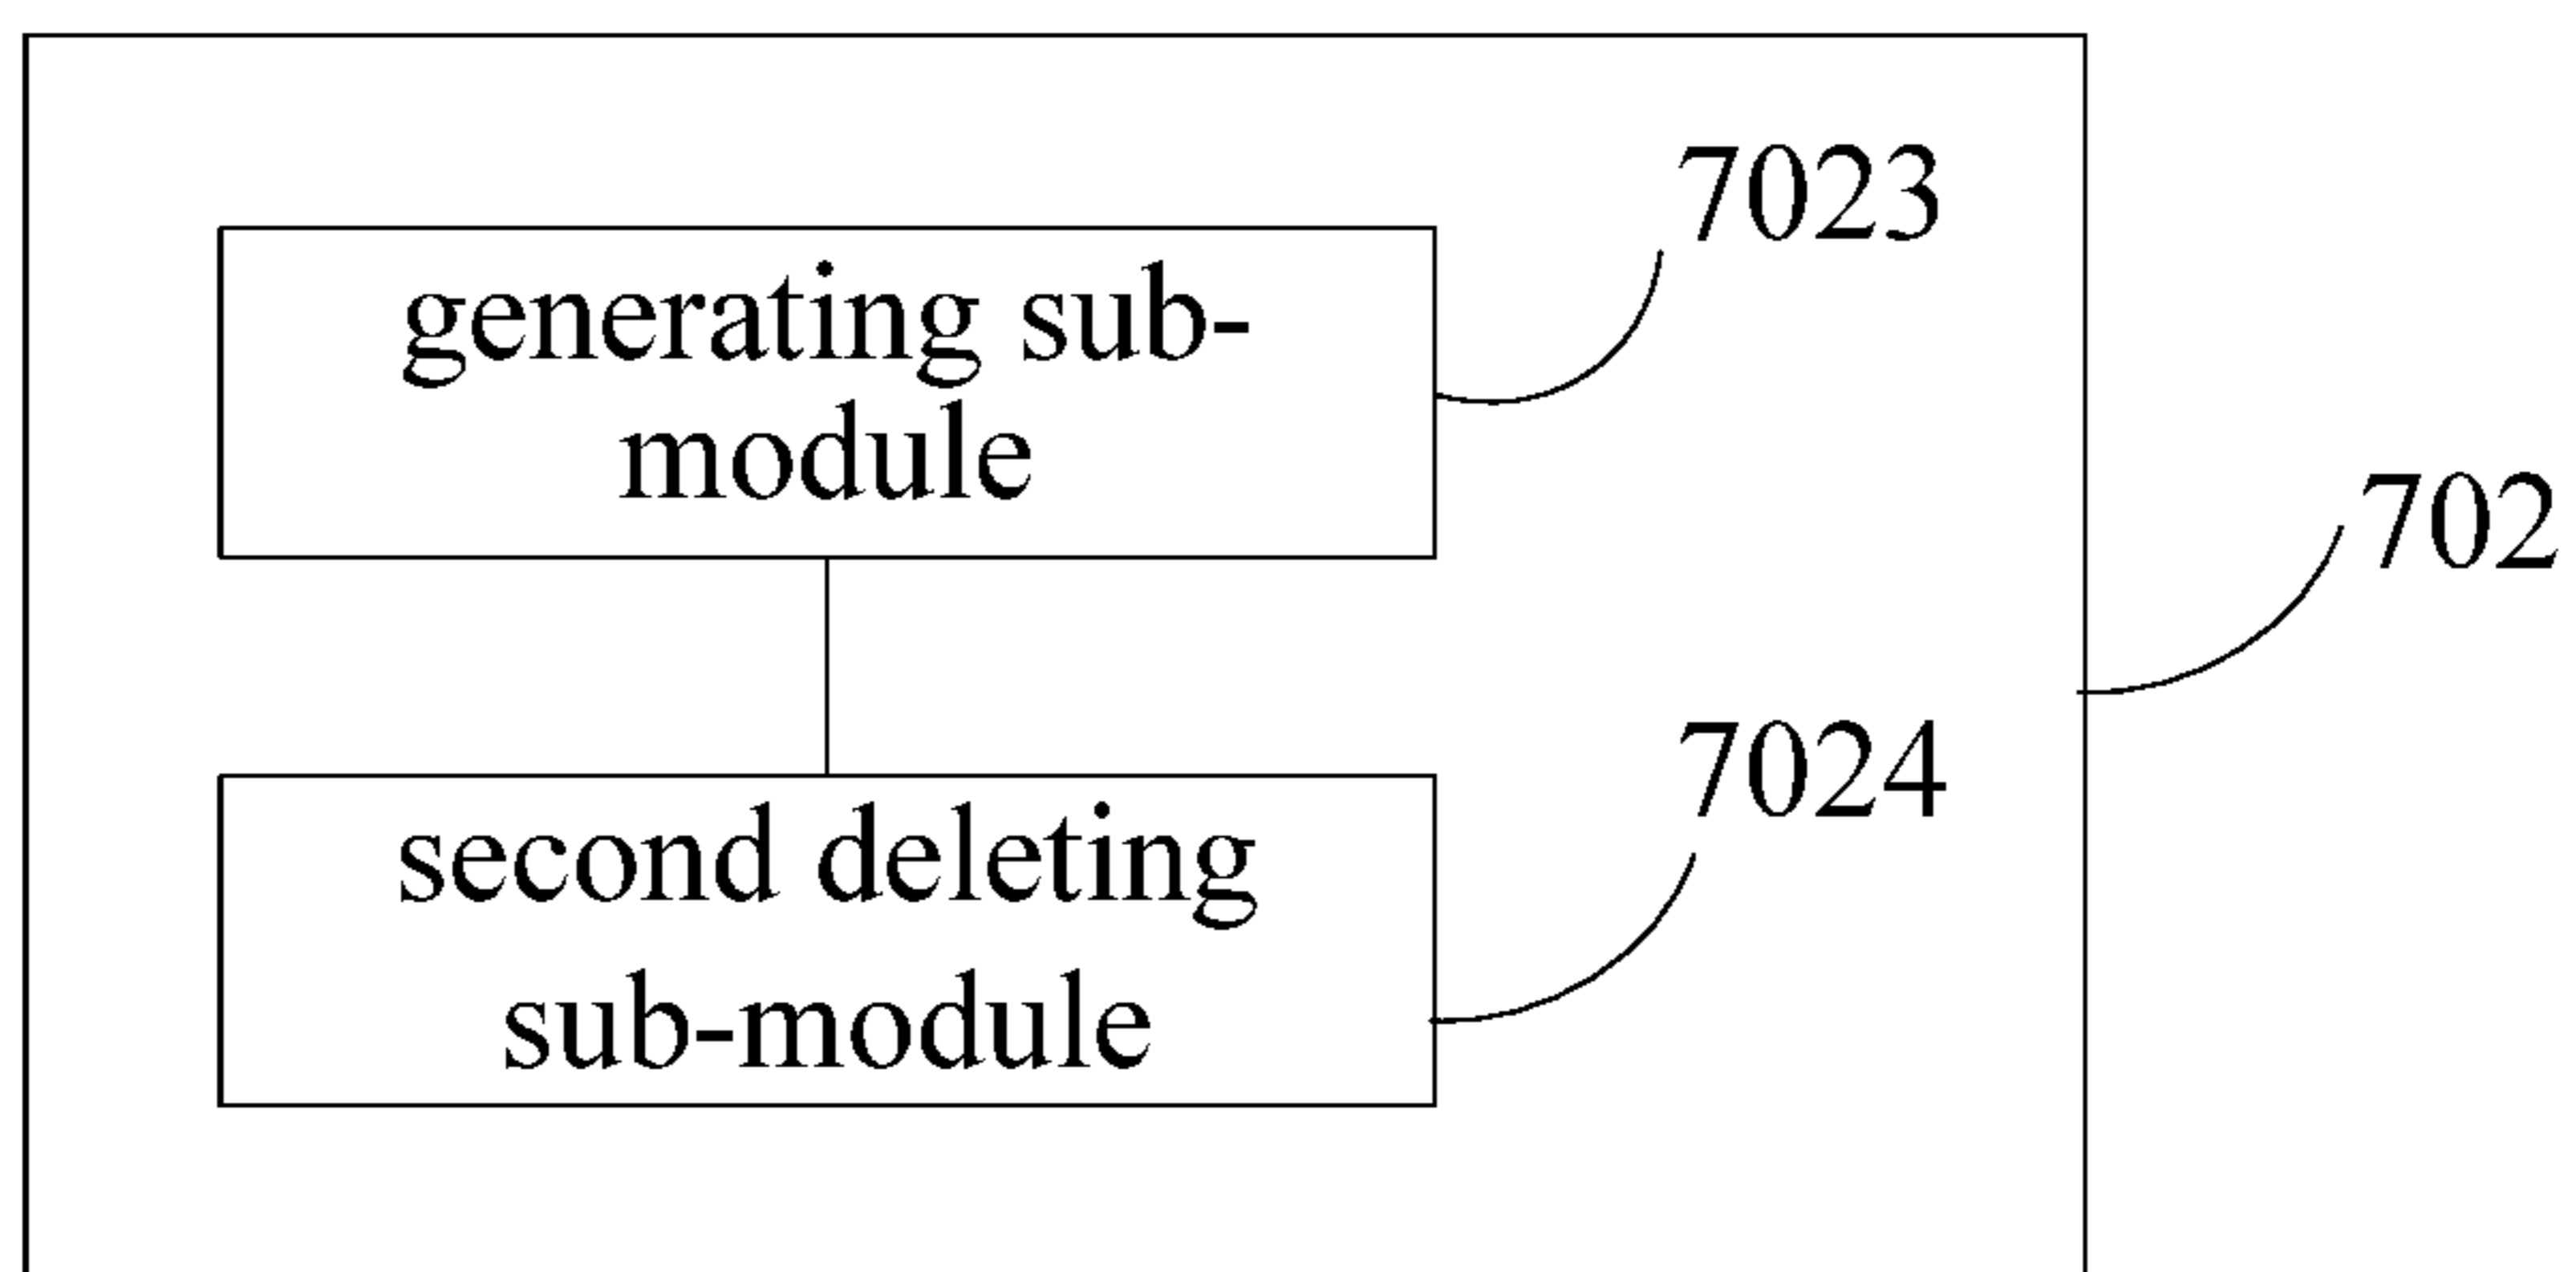 7023
generating sub-
module
702
7024
second deleting
sub-module